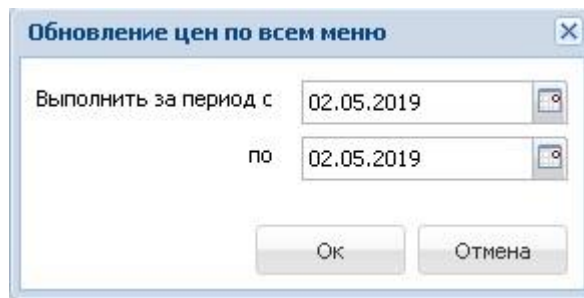 Обновление цен по всем меню
Выполнить за период с 02.05.2019
по 02.05.2019
Ок Отмена